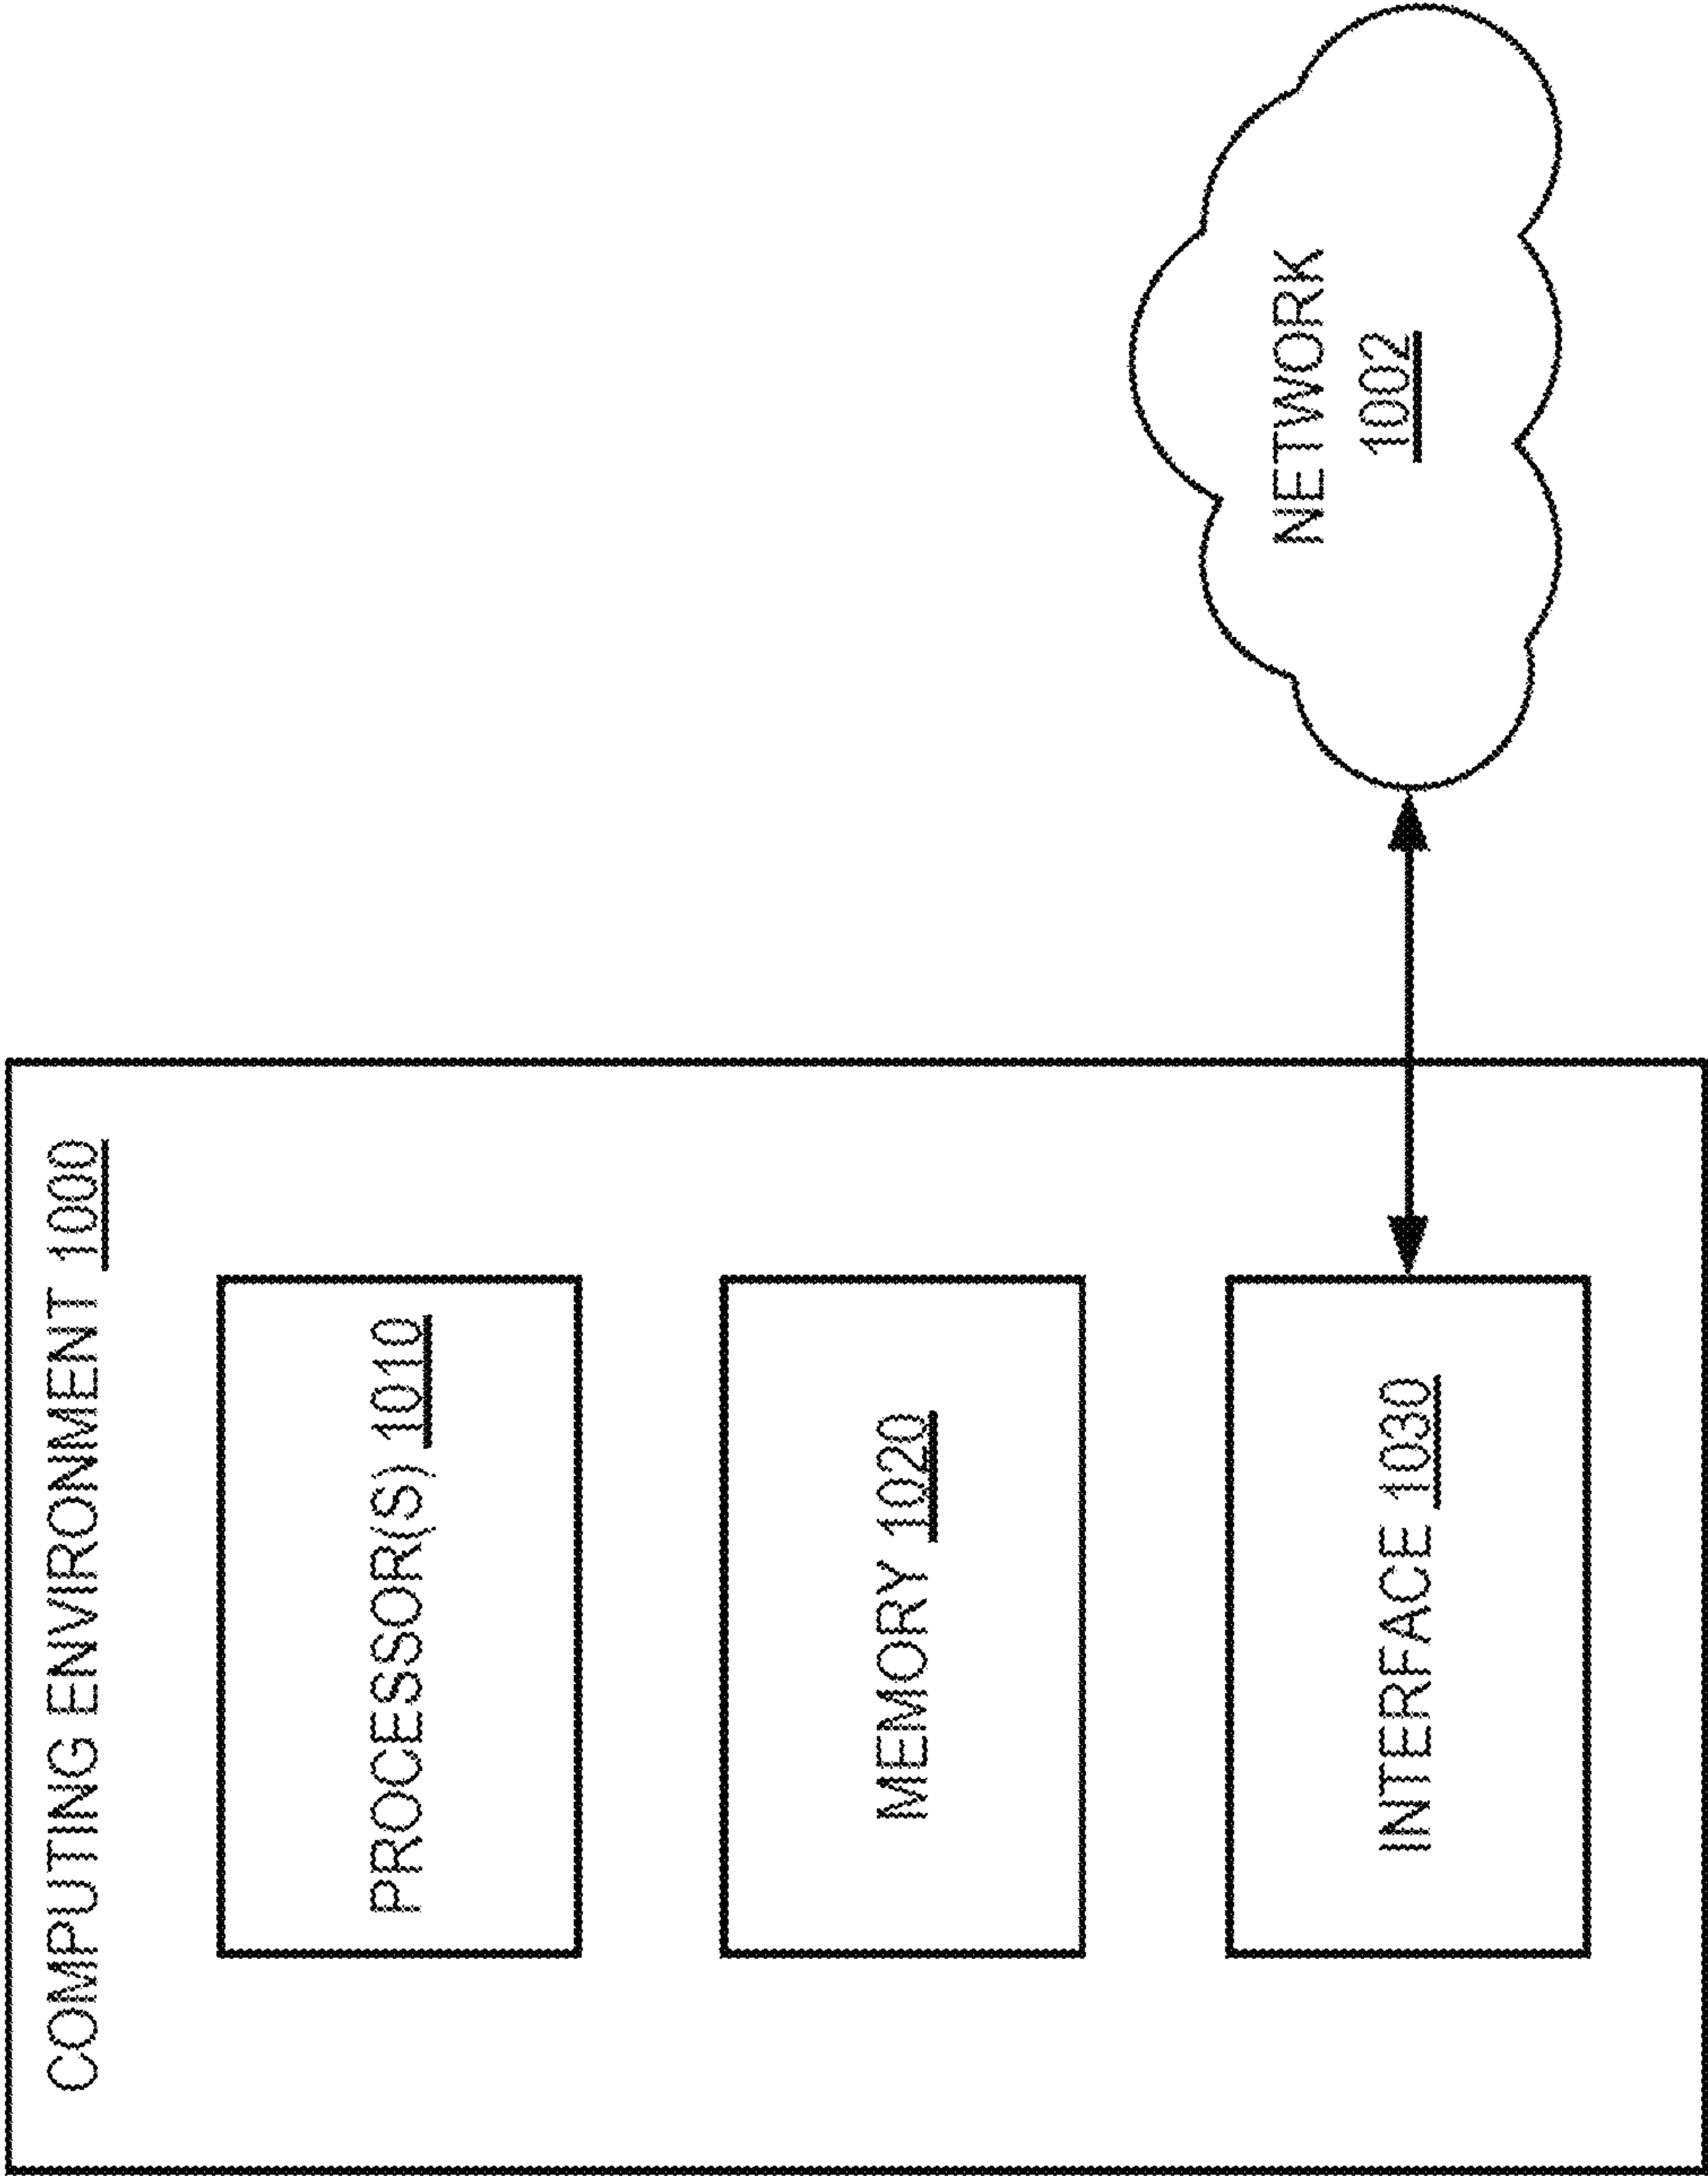 COMPUTING ENVIRONMENT 1000
PROCESSOR(S) 1010
MEMORY 1020
INTERFACE 1030
NETWORK
1002